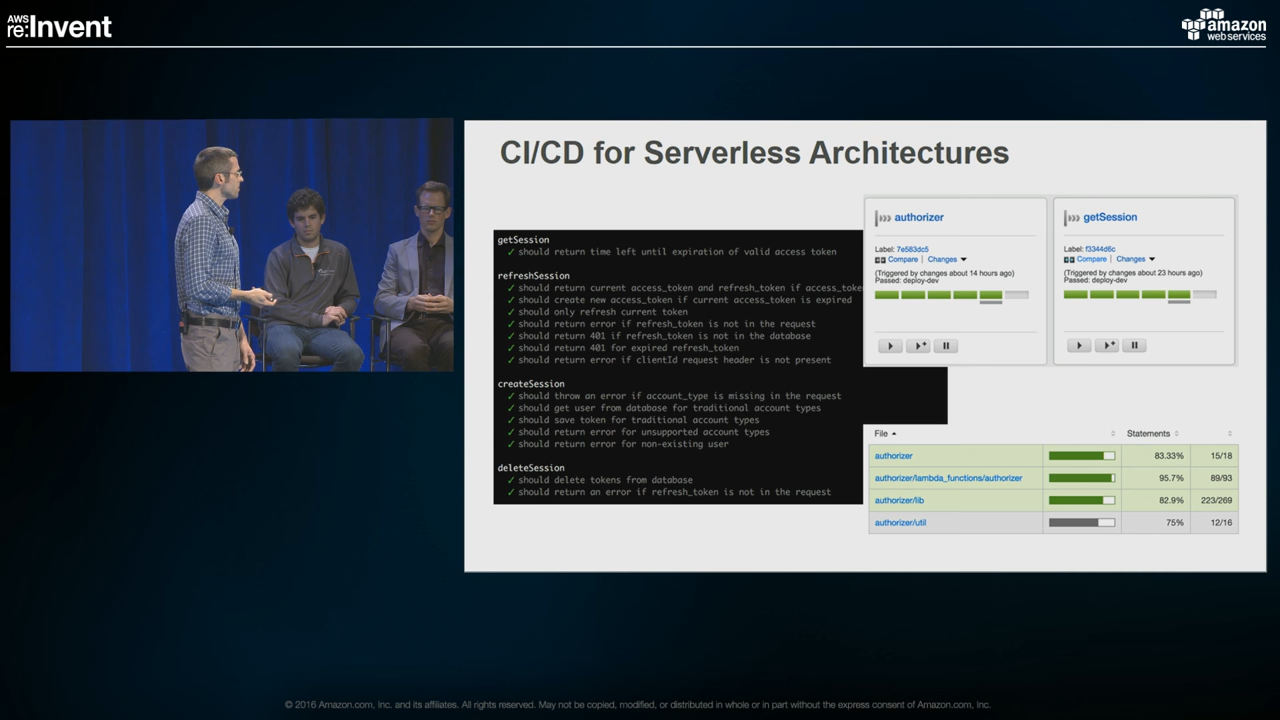 AWS
re:Invent
amazon
webservices
CI/CD for Serverless Architectures
getSession
✓ should return time left until expiration of valid access token
refreshSession
✓ should return current access_token and refresh_token if access_toke
✓ should create new access_token if current access_token is expired
✓ should only refresh current token
✓ should return error if refresh_token is not in the request
✓ should return 401 if refresh_token is not in the database
✓ should return 401 for expired refresh_token
✓ should return error if clientId request header is not present
createSession
✓ should throw an error if account_type is missing in the request
✓ should get user from database for traditional account types
✓ should save token for traditional account types
✓ should return error for unsupported account types
✓ should return error for non-existing user
deleteSession
✓ should delete tokens from database
✓ should return an error if refresh_token is not in the request
authorizer
Label: 7e583dc5
Compare | Changes
(Triggered by changes about 14 hours ago)
Passed: deploy-dev
getSession
Label: f3344d6c
Compare | Changes
(Triggered by changes about 23 hours ago)
Passed: deploy-dev
File Statements
authorizer 83.33% 15/18
authorizer/lambda_functions/authorizer 95.7% 89/93
authorizer/lib 82.9% 223/269
authorizer/util 75% 12/16
© 2016 Amazon.com, Inc. and its affiliates. All rights reserved. May not be copied, modified, or distributed in whole or in part without the express consent of Amazon.com, Inc.